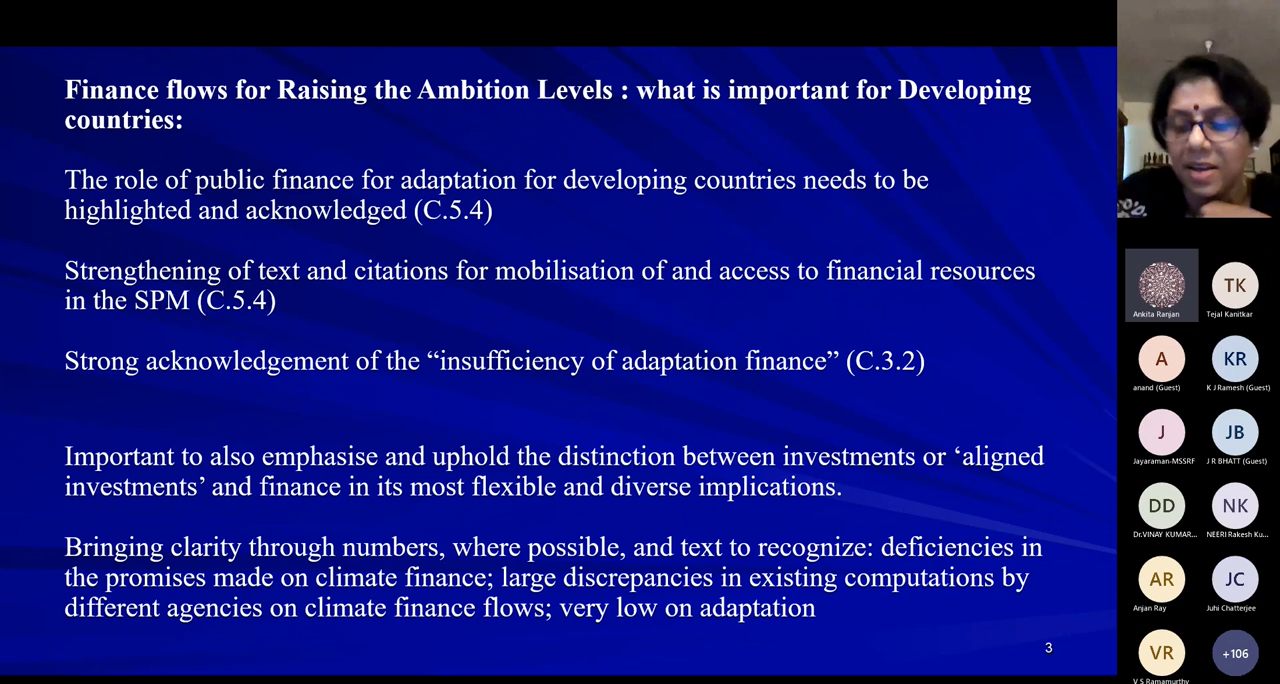 Finance flows for Raising the Ambition Levels : what is important for Developing
countries:
The role of public finance for adaptation for developing countries needs to be
highlighted and acknowledged (C.5.4)
Strengthening of text and citations for mobilisation of and access to financial resources
in the SPM (C.5.4)
Strong acknowledgement of the “insufficiency of adaptation finance” (C.3.2)
Important to also emphasise and uphold the distinction between investments or ‘aligned
investments’ and finance in its most flexible and diverse implications.
Bringing clarity through numbers, where possible, and text to recognize: deficiencies in
the promises made on climate finance; large discrepancies in existing computations by
different agencies on climate finance flows; very low on adaptation
3
Ankita Ranjan
TK
Tejal Kanitkar
A
anand (Guest)
KR
K J Ramesh (Guest)
J
Jayaraman-MSSRF
JB
J R BHATT (Guest)
DD
Dr.VINAY KUMAR...
NK
NEERI Rakesh Ku...
AR
Anjan Ray
JC
Juhi Chatterjee
VR
V S Ramamurthy
+106